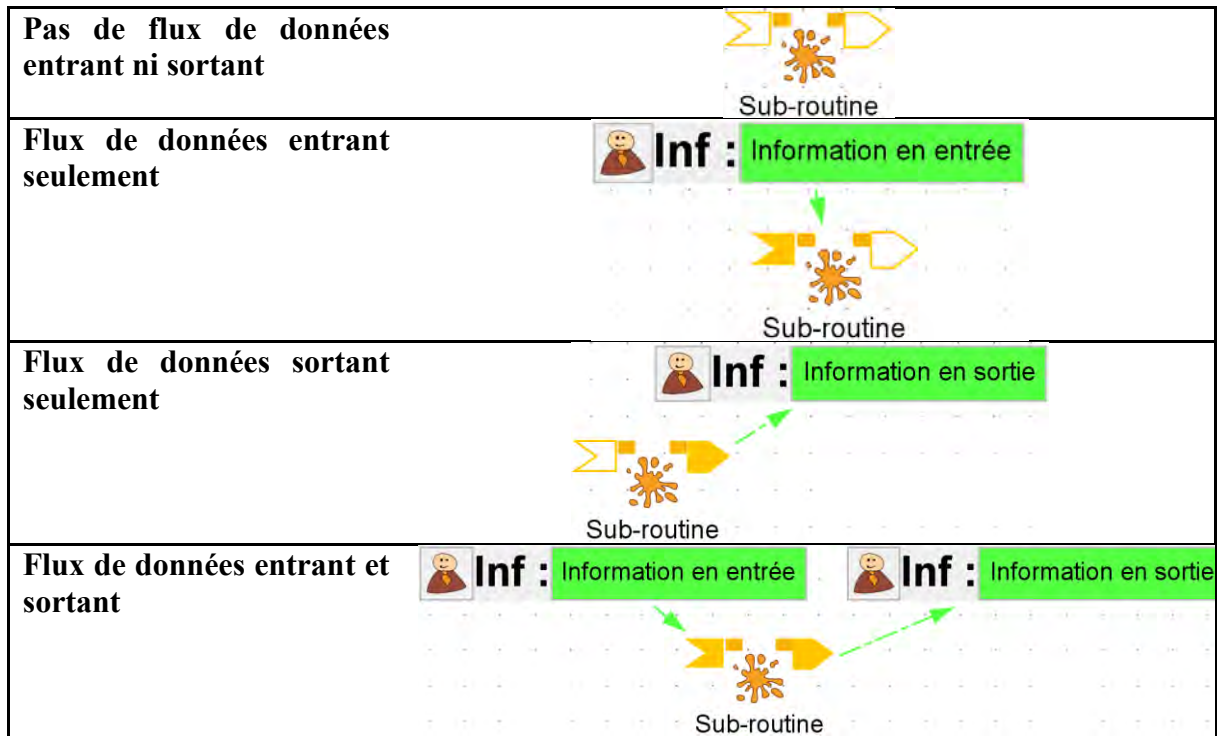 Pas de flux de données
entrant ni sortant
Sub-routine
Flux de données entrant
seulement
Inf : Information en entrée
Sub-routine
Flux de données sortant
seulement
Inf : Information en sortie
Sub-routine
Flux de données entrant et
sortant
Inf : Information en entrée
Inf : Information en sortie
Sub-routine